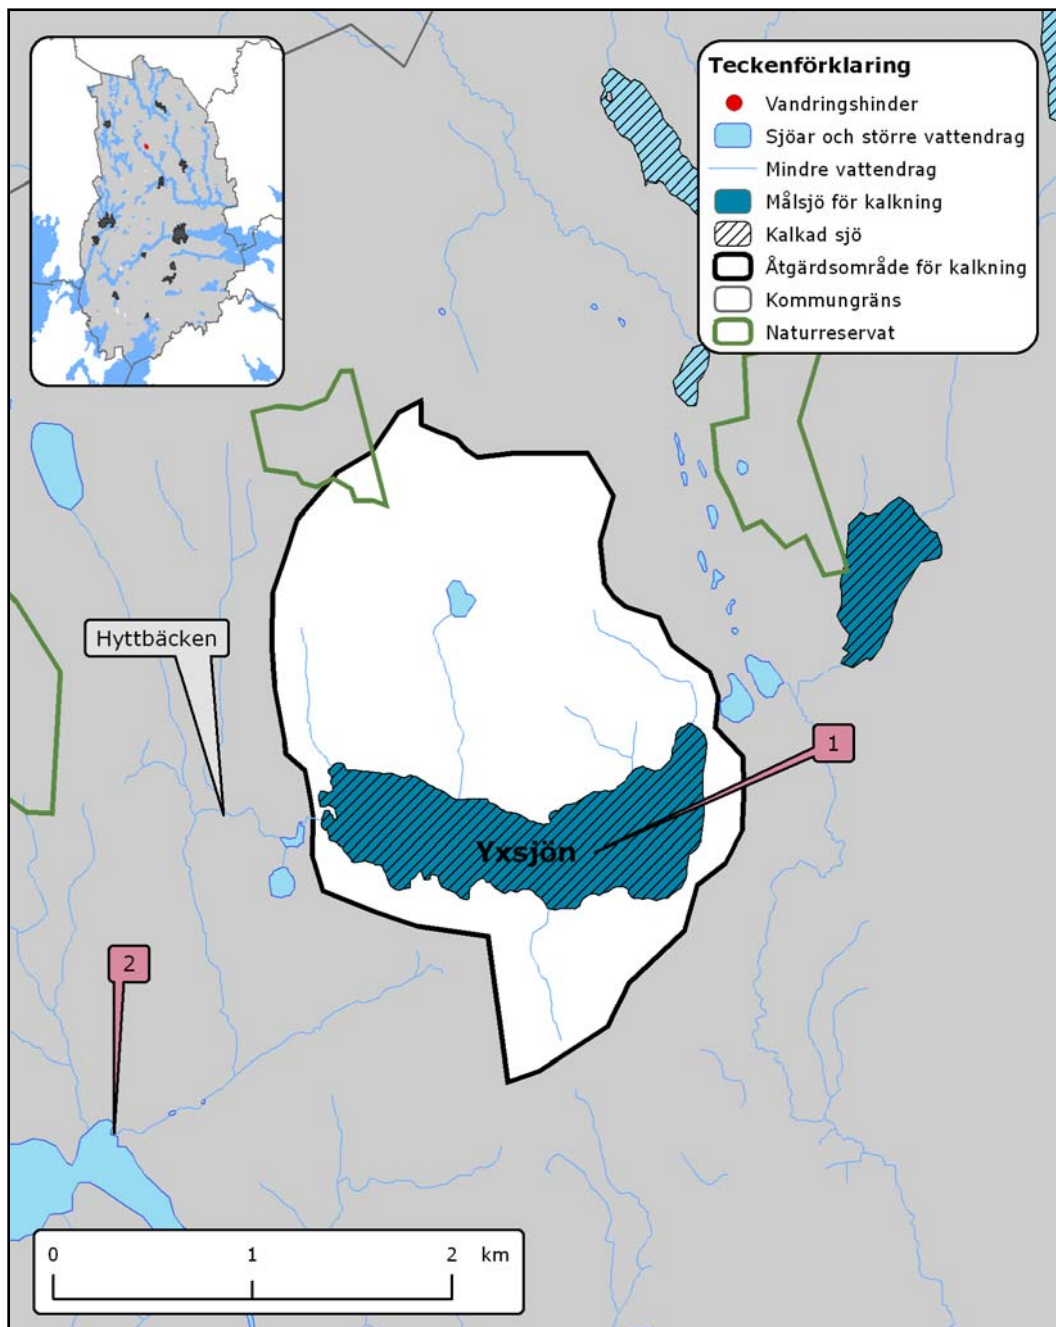 Teckenförklaring
Vandringshinder
Sjöar och större vattendrag
Mindre vattendrag
Målsjö för kalkning
Kalkad sjö
Åtgärdsområde för kalkning
Kommungräns
Naturreservat
Hyttbäcken
1
Yxsjön
2
0 1 2 km